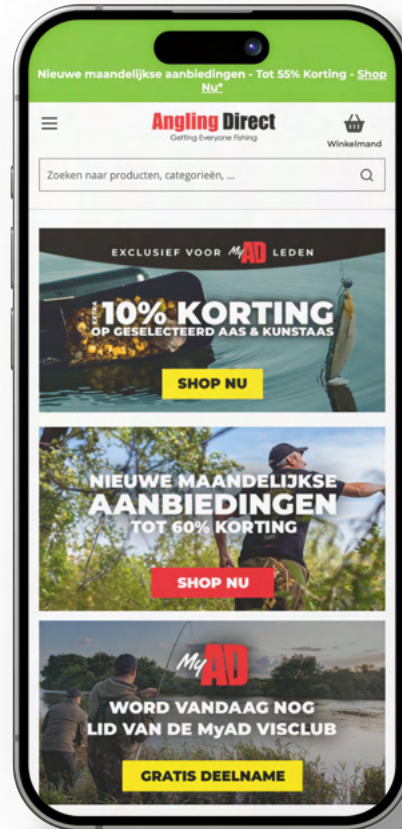 Nieuwe maandelijkse aanbiedingen - Tot 55% Korting - Shop
Nu*
Angling Direct
Getting Everyone Fishing
Winkelmand
Zoeken naar producten, categorieën, ...
EXCLUSIEF VOOR MyAD LEDEN
EXTRA 10% KORTING
OP GESELECTEERD AAS & KUNSTAAS
SHOP NU
NIEUWE MAANDELIJKSE
AANBIEDINGEN
TOT 60% KORTING
SHOP NU
MyAD
WORD VANDAAG NOG
LID VAN DE MyAD VISCLUB
GRATIS DEELNAME